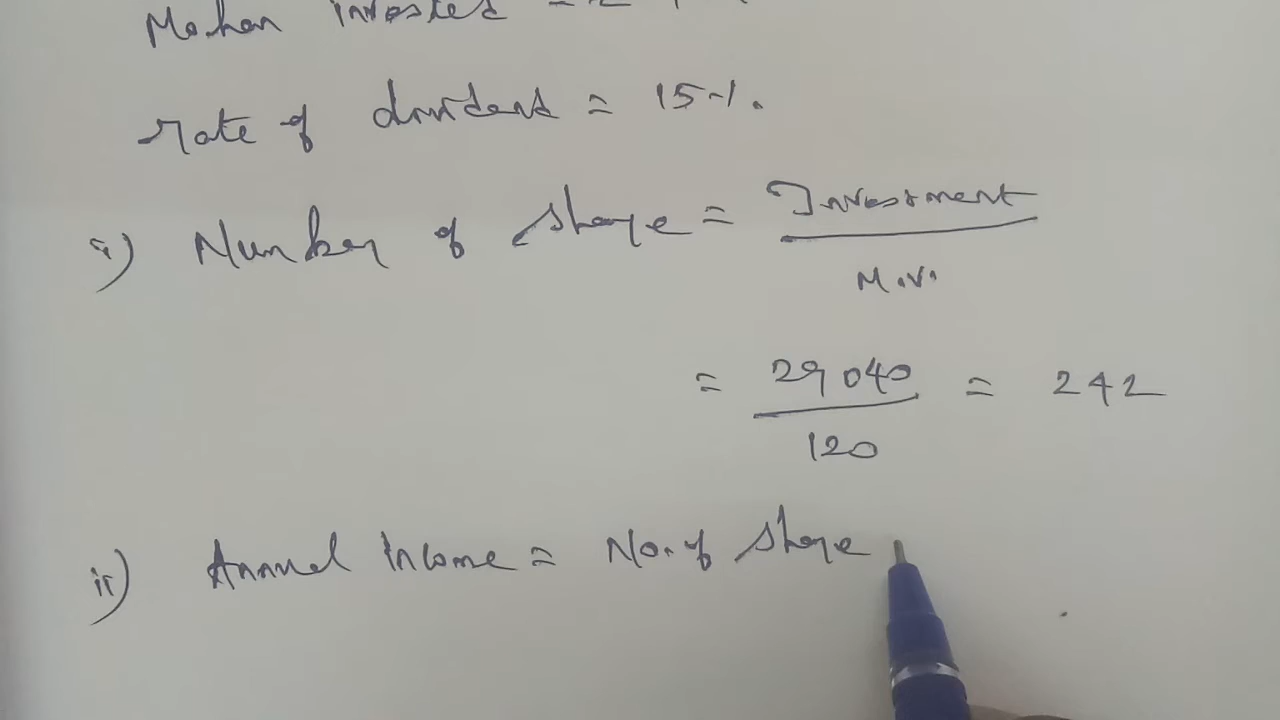 Mohan invested =
rate of dividend = 15%.
i) Number of share = Investment
M.V.
= 29040 = 242
120
ii) Annual income = No. of share